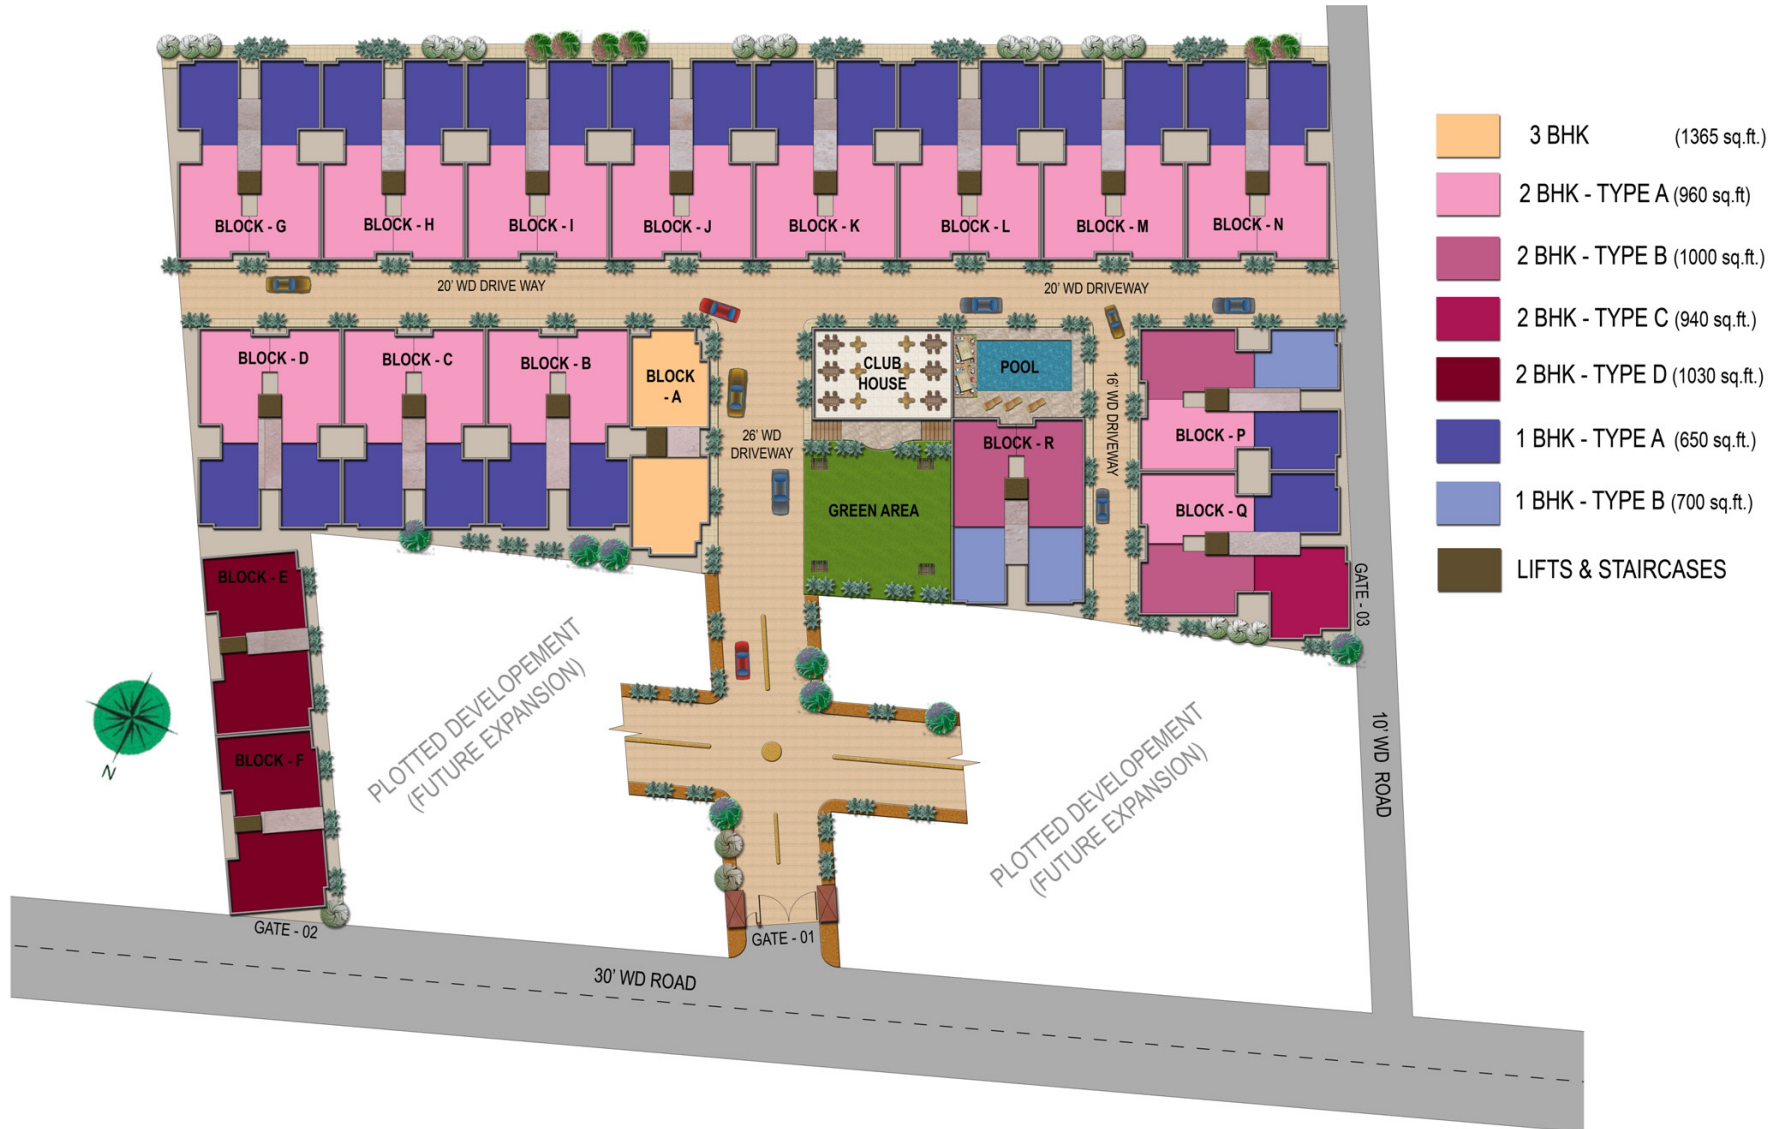 BLOCK - G
BLOCK - H
BLOCK - I
BLOCK - J
BLOCK - K
BLOCK - L
BLOCK - M
BLOCK - N
20' WD DRIVE WAY
20' WD DRIVEWAY
BLOCK - D
BLOCK - C
BLOCK - B
BLOCK
- A
26' WD
DRIVEWAY
CLUB
HOUSE
POOL
16' WD DRIVEWAY
BLOCK - R
GREEN AREA
BLOCK - P
BLOCK - Q
GATE - 03
BLOCK - E
BLOCK - F
N
PLOTTED DEVELOPEMENT
(FUTURE EXPANSION)
PLOTTED DEVELOPEMENT
(FUTURE EXPANSION)
10' WD ROAD
GATE - 02
GATE - 01
30' WD ROAD
3 BHK (1365 sq.ft.)
2 BHK - TYPE A (960 sq.ft)
2 BHK - TYPE B (1000 sq.ft.)
2 BHK - TYPE C (940 sq.ft.)
2 BHK - TYPE D (1030 sq.ft.)
1 BHK - TYPE A (650 sq.ft.)
1 BHK - TYPE B (700 sq.ft.)
LIFTS & STAIRCASES